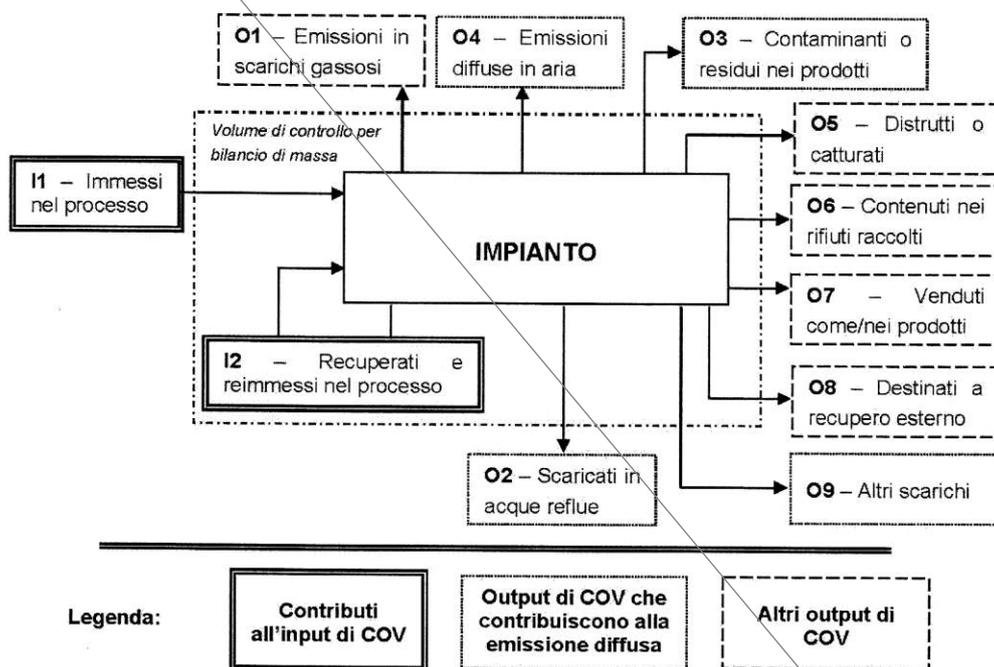 O1 – Emissioni in
scarichi gassosi
O4 – Emissioni
diffuse in aria
O3 – Contaminanti o
residui nei prodotti
Volume di controllo per
bilancio di massa
O5 – Distrutti o
catturati
I1 – Immessi
nel processo
O6 – Contenuti nei
rifiuti raccolti
IMPIANTO
O7 – Venduti
come/nei prodotti
I2 – Recuperati e
reimmessi nel processo
O8 – Destinati a
recupero esterno
O2 – Scaricati in
acque reflue
O9 – Altri scarichi
Legenda:
Contributi
all'input di COV
Output di COV che
contribuiscono alla
emissione diffusa
Altri output di
COV